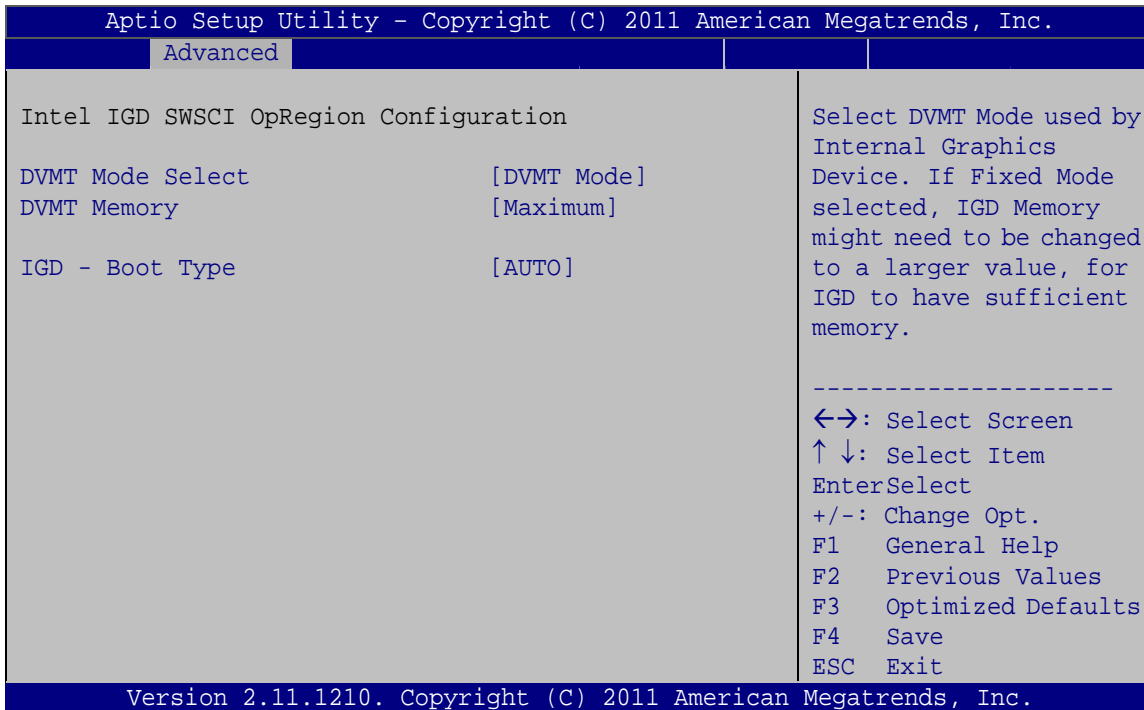 Aptio Setup Utility – Copyright (C) 2011 American Megatrends, Inc.
Advanced
Intel IGD SWSCI OpRegion Configuration
DVMT Mode Select [DVMT Mode]
DVMT Memory [Maximum]
IGD - Boot Type [AUTO]
Select DVMT Mode used by
Internal Graphics
Device. If Fixed Mode
selected, IGD Memory
might need to be changed
to a larger value, for
IGD to have sufficient
memory.
---------------------
←→: Select Screen
↑ ↓: Select Item
EnterSelect
+/-: Change Opt.
F1 General Help
F2 Previous Values
F3 Optimized Defaults
F4 Save
ESC Exit
Version 2.11.1210. Copyright (C) 2011 American Megatrends, Inc.